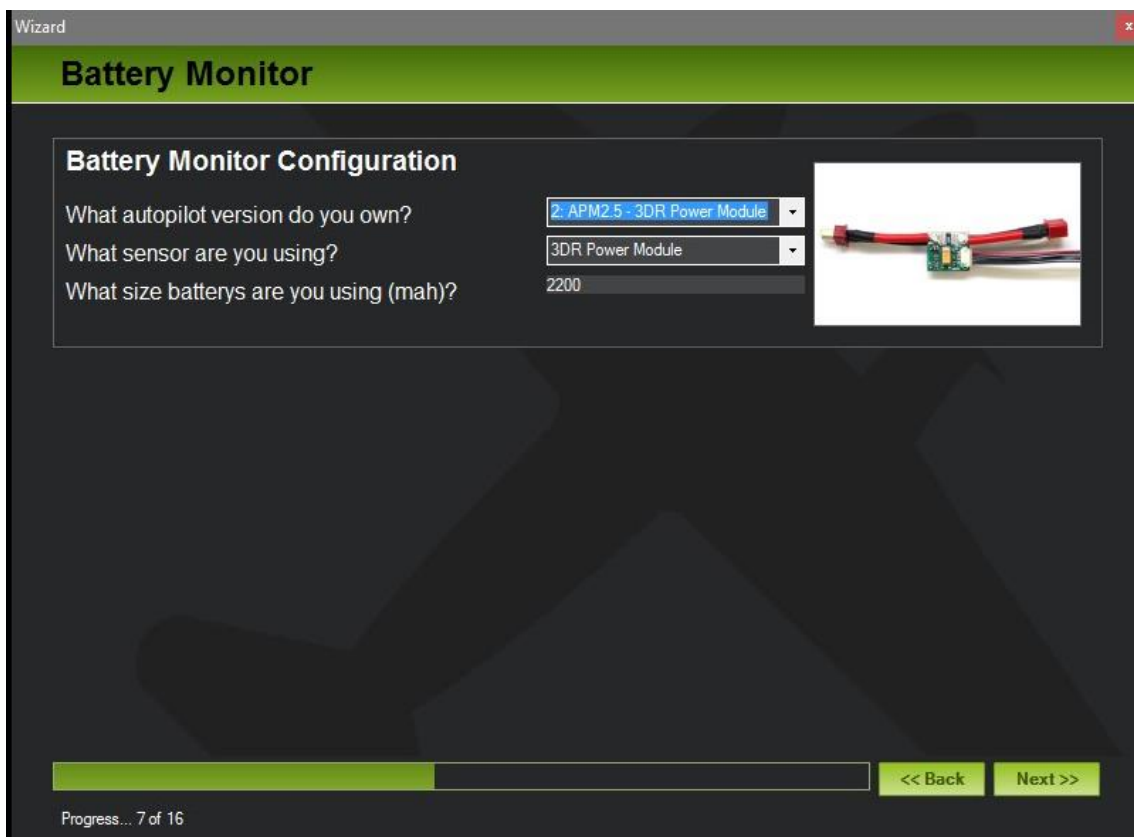 Wizard
x
Battery Monitor
Battery Monitor Configuration
What autopilot version do you own?
2: APM2.5 - 3DR Power Module
What sensor are you using?
3DR Power Module
What size batterys are you using (mah)?
2200
<< Back
Next >>
Progress... 7 of 16